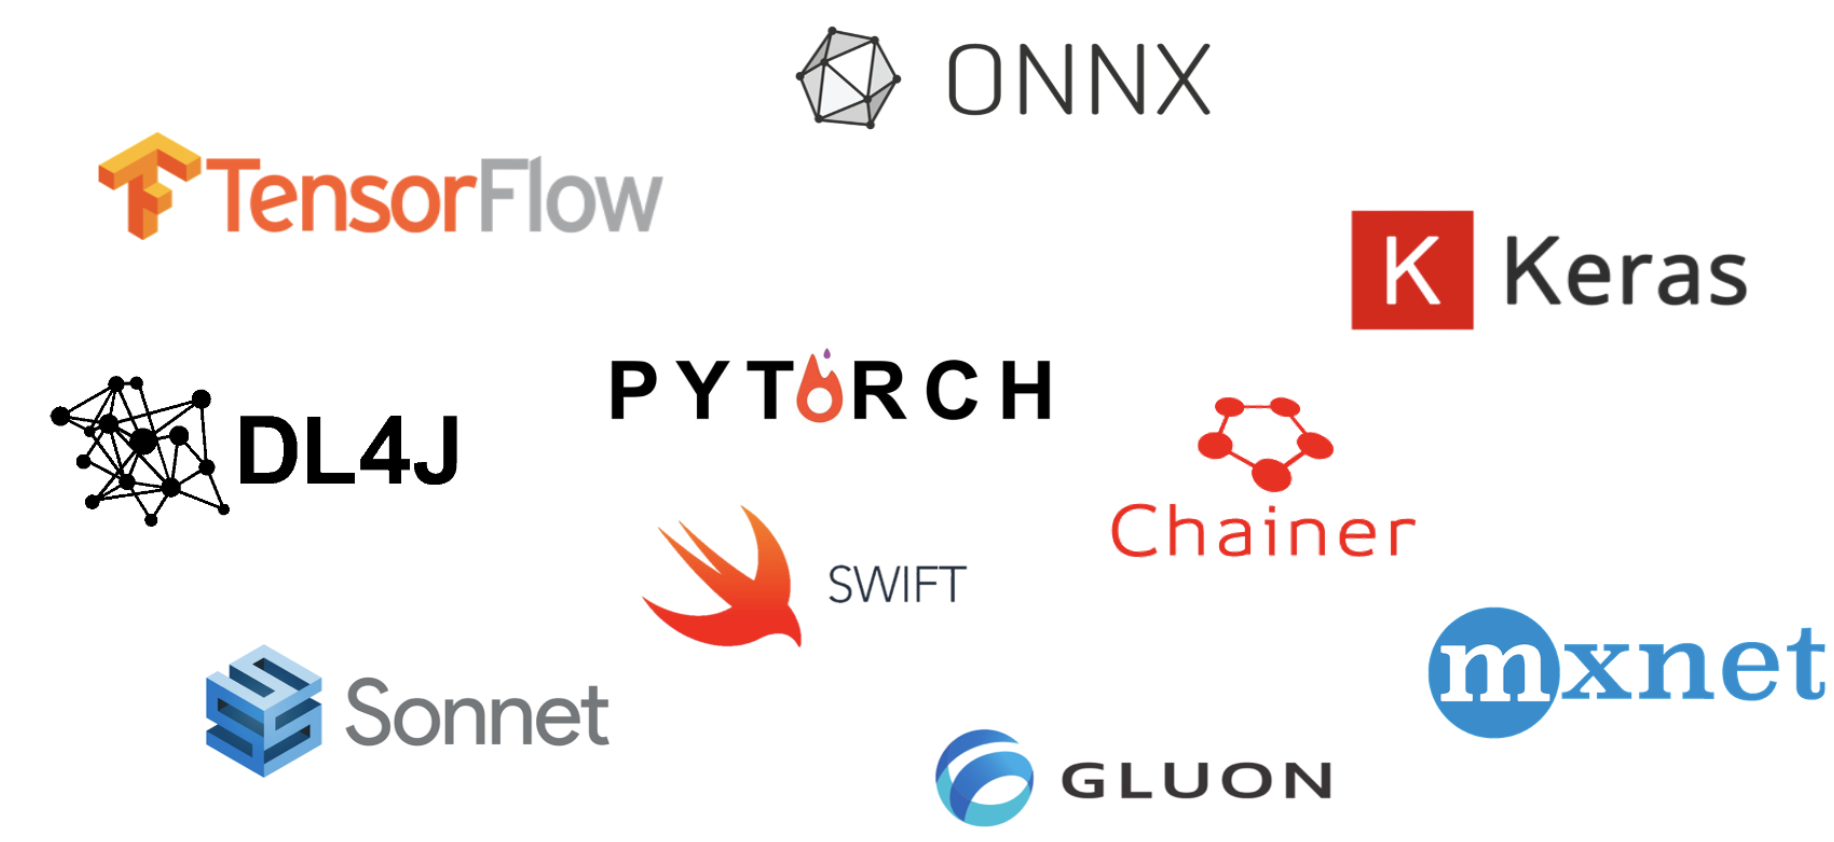 ONNX
TensorFlow
K Keras
PYTORCH
DL4J
Chainer
SWIFT
mxnet
Sonnet
GLUON